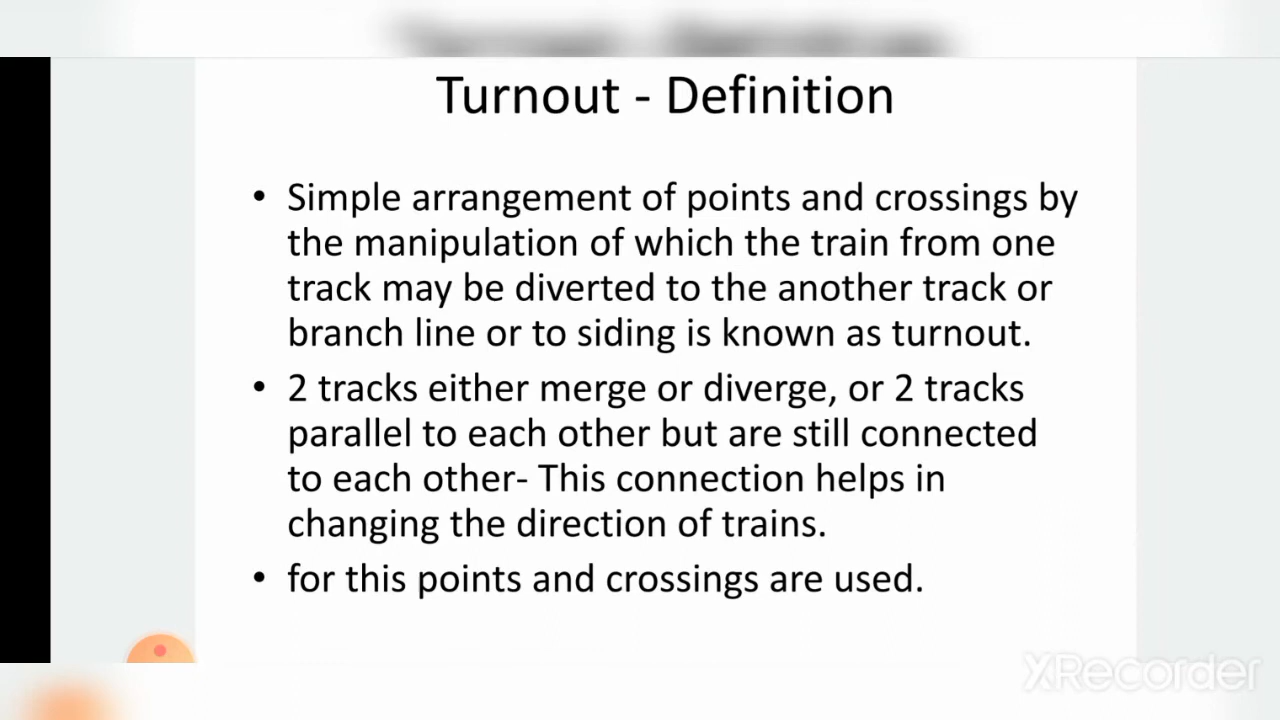 Turnout - Definition
• Simple arrangement of points and crossings by
the manipulation of which the train from one
track may be diverted to the another track or
branch line or to siding is known as turnout.
• 2 tracks either merge or diverge, or 2 tracks
parallel to each other but are still connected
to each other- This connection helps in
changing the direction of trains.
• for this points and crossings are used.
XRecorder